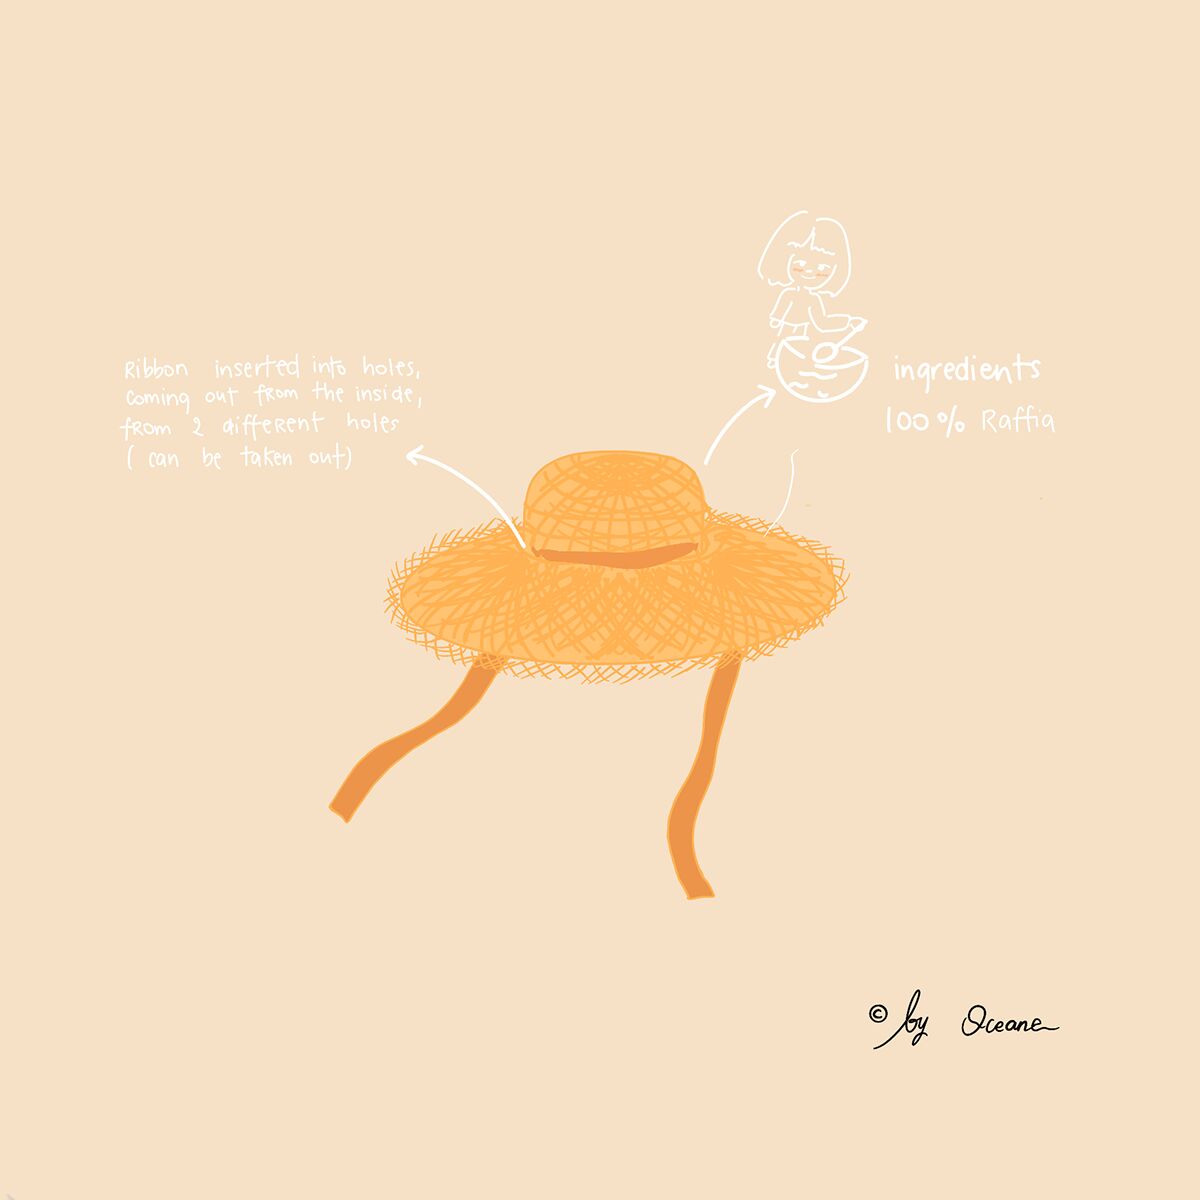 Ribbon inserted into holes,
coming out from the inside,
from 2 different holes
( can be taken out)
ingredients
100% Raffia
© by Oceane